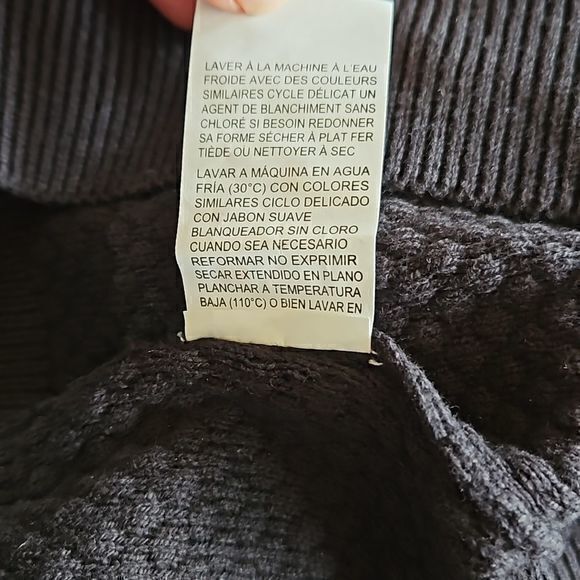 LAVER À LA MACHINE À L'EAU
FROIDE AVEC DES COULEURS
SIMILAIRES CYCLE DÉLICAT UN
AGENT DE BLANCHIMENT SANS
CHLORÉ SI BESOIN REDONNER
SA FORME SÉCHER À PLAT FER
TIÈDE OU NETTOYER À SEC
LAVAR A MÁQUINA EN AGUA
FRÍA (30°C) CON COLORES
SIMILARES CICLO DELICADO
CON JABON SUAVE
BLANQUEADOR SIN CLORO
CUANDO SEA NECESARIO
REFORMAR NO EXPRIMIR
SECAR EXTENDIDO EN PLANO
PLANCHAR A TEMPERATURA
BAJA (110°C) O BIEN LAVAR EN